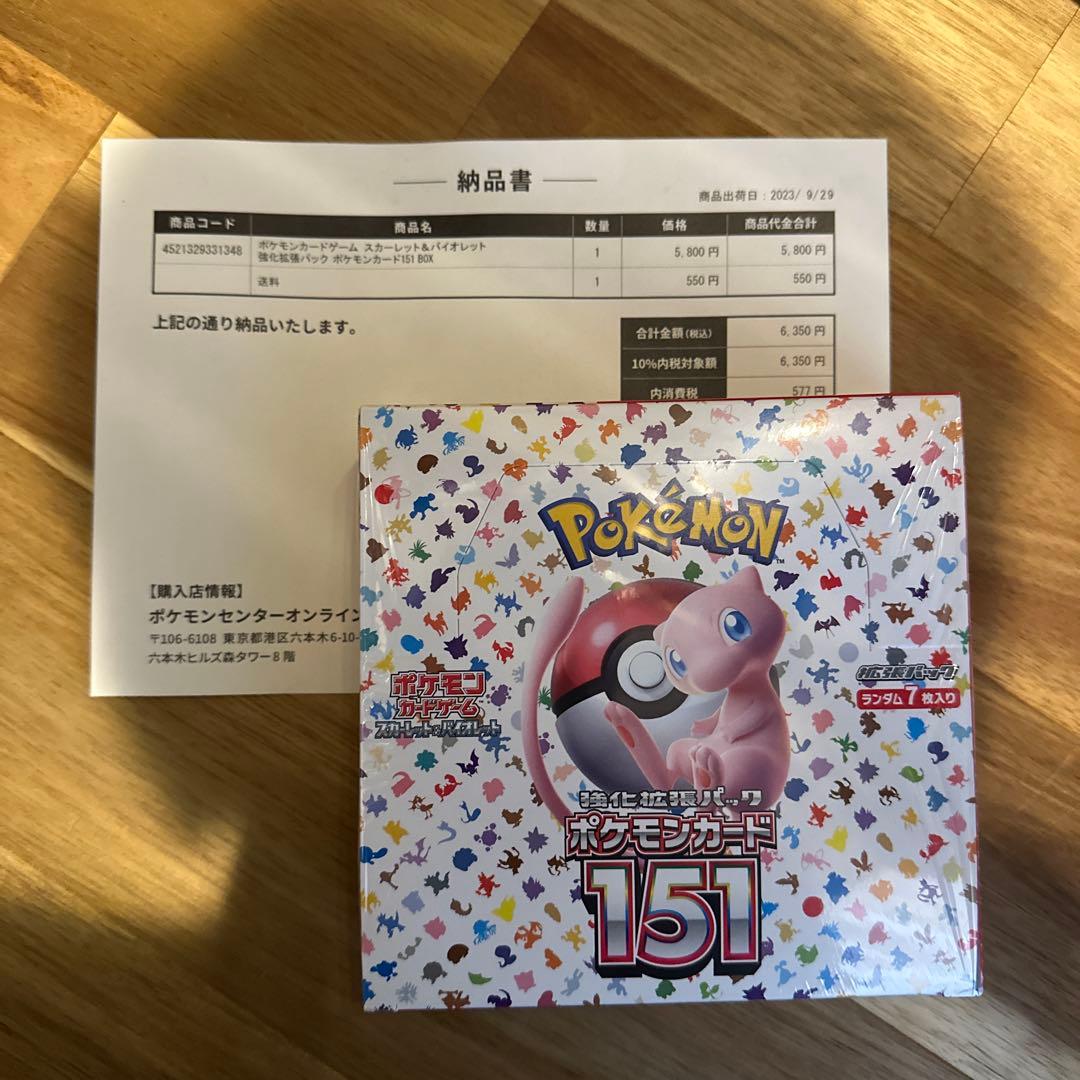 納品書
商品出荷日：2023/ 9/29
商品コード 商品名 数量 価格 商品代金合計
4521329331348 ポケモンカードゲーム スカーレット&バイオレット 1 5,800 円 5,800 円
強化拡張パック ポケモンカード151 BOX
送料 1 550 円 550 円
上記の通り納品いたします。
合計金額(税込) 6,350 円
10%内税対象額 6,350 円
内消費税 577 円
【購入店情報】
ポケモンセンターオンライン
〒106-6108 東京都港区六本木6-10-
六本木ヒルズ森タワー8階
POKéMON
TM
ポケモン
カードゲーム
スカーレット&バイオレット
拡張パック
ランダム7枚入り
強化拡張パック
ポケモンカード
151